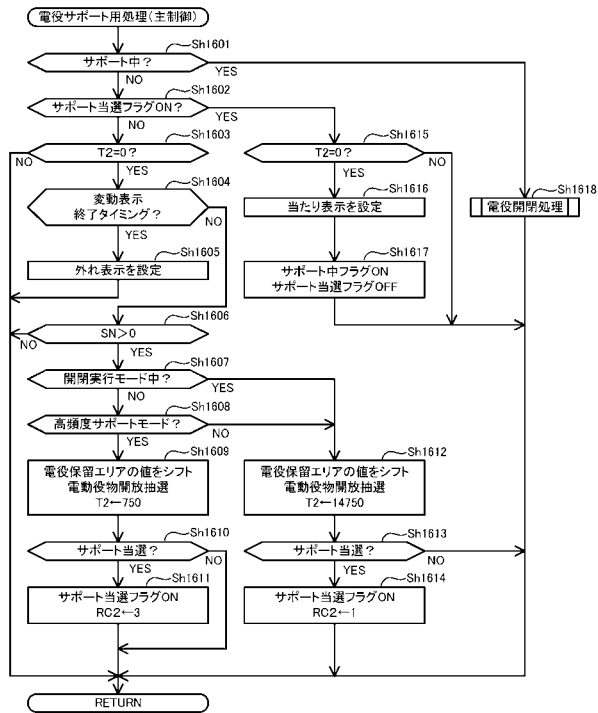 電役サポート用処理(主制御)
Sh1601
サポート中?
YES
NO
Sh1602
サポート当選フラグON?
YES
NO
Sh1603
T2=0?
NO
YES
Sh1615
T2=0?
NO
YES
Sh1604
変動表示
終了タイミング?
NO
YES
Sh1616
当たり表示を設定
Sh1618
電役開閉処理
Sh1605
外れ表示を設定
Sh1617
サポート中フラグON
サポート当選フラグOFF
Sh1606
SN>0
NO
YES
Sh1607
開閉実行モード中?
YES
NO
Sh1608
高頻度サポートモード?
NO
YES
Sh1609
電役保留エリアの値をシフト
電動役物開放抽選
T2←750
Sh1612
電役保留エリアの値をシフト
電動役物開放抽選
T2←14750
Sh1610
サポート当選?
NO
YES
Sh1613
サポート当選?
NO
YES
Sh1611
サポート当選フラグON
RC2←3
Sh1614
サポート当選フラグON
RC2←1
RETURN